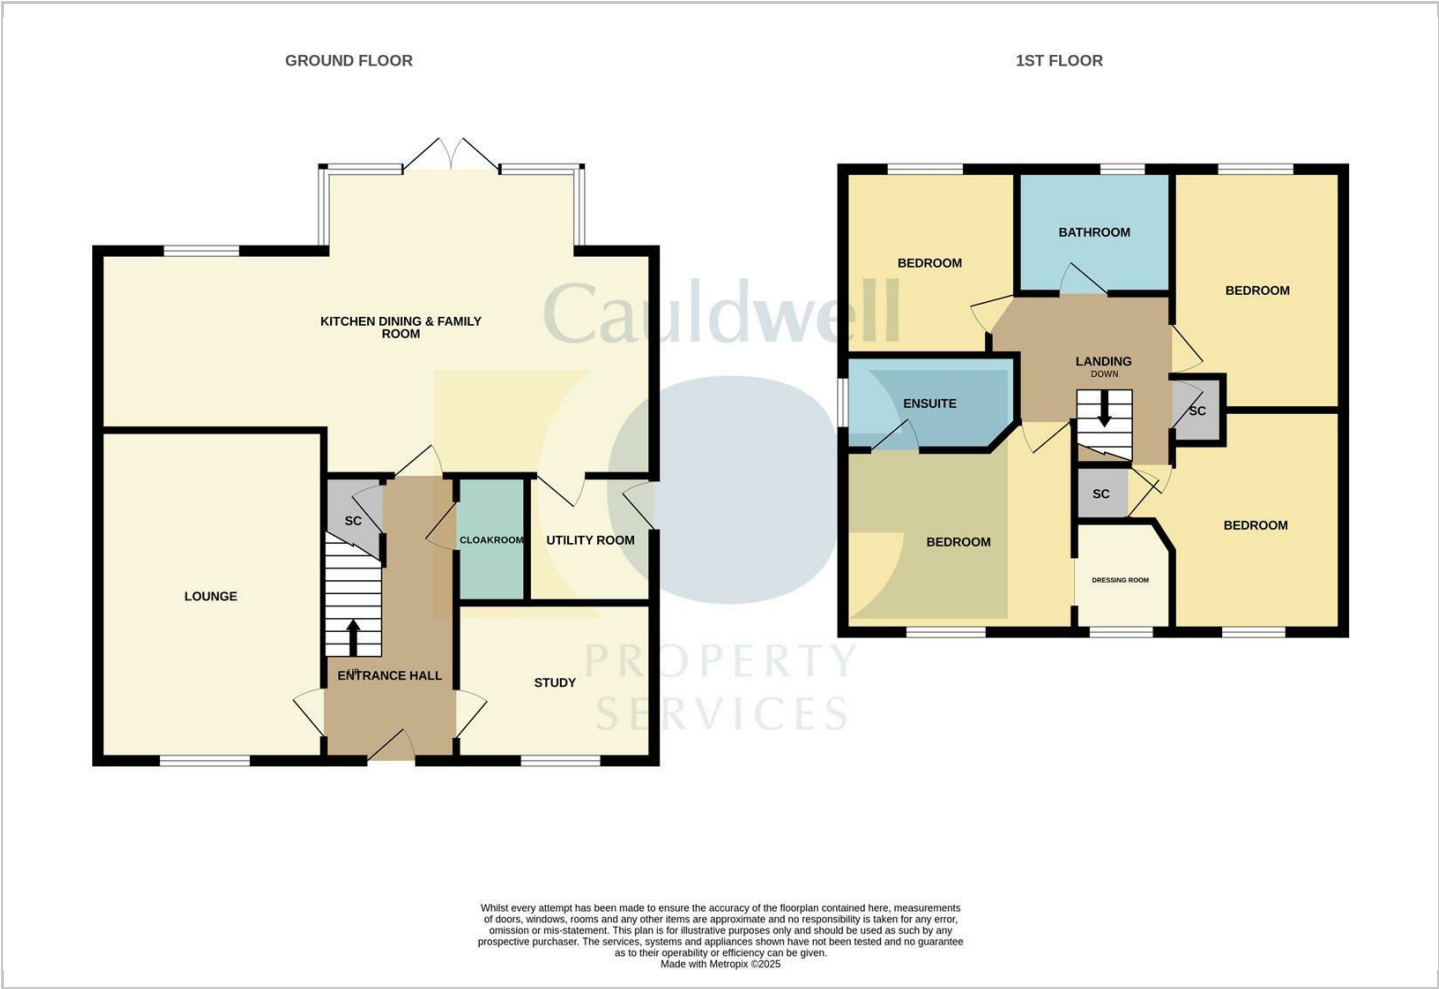 GROUND FLOOR
1ST FLOOR
KITCHEN DINING & FAMILY
ROOM
LOUNGE
SC
CLOAKROOM
UTILITY ROOM
UP
ENTRANCE HALL
STUDY
BEDROOM
BATHROOM
BEDROOM
LANDING
DOWN
ENSUITE
SC
SC
BEDROOM
BEDROOM
DRESSING ROOM
Cauldwell
PROPERTY
SERVICES
Whilst every attempt has been made to ensure the accuracy of the floorplan contained here, measurements
of doors, windows, rooms and any other items are approximate and no responsibility is taken for any error,
omission or mis-statement. This plan is for illustrative purposes only and should be used as such by any
prospective purchaser. The services, systems and appliances shown have not been tested and no guarantee
as to their operability or efficiency can be given.
Made with Metropix ©2025